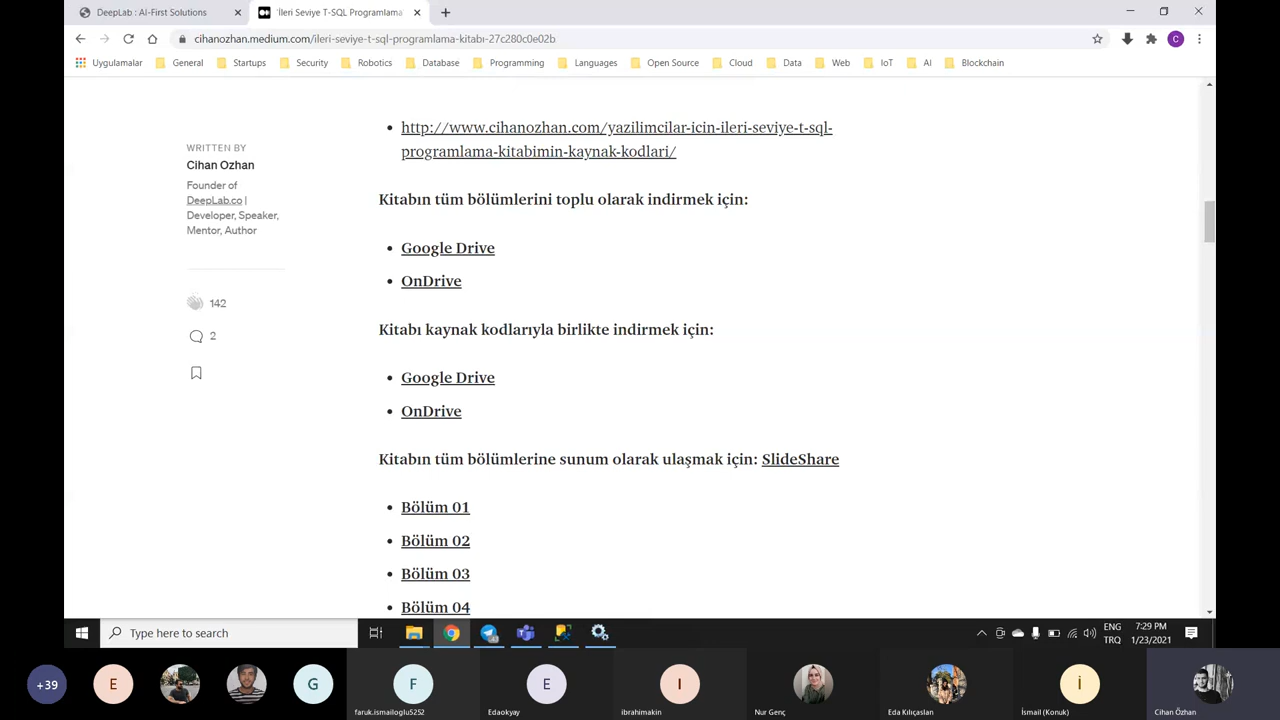 DeepLab : AI-First Solutions
'İleri Seviye T-SQL Programlama
cihanozhan.medium.com/ileri-seviye-t-sql-programlama-kitabı-27c280c0e02b
C
Uygulamalar
General
Startups
Security
Robotics
Database
Programming
Languages
Open Source
Cloud
Data
Web
IoT
AI
Blockchain
http://www.cihanozhan.com/yazilimcilar-icin-ileri-seviye-t-sql-
programlama-kitabimin-kaynak-kodlari/
WRITTEN BY
Cihan Ozhan
Founder of
DeepLab.co |
Developer, Speaker,
Mentor, Author
142
2
Kitabın tüm bölümlerini toplu olarak indirmek için:
Google Drive
OnDrive
Kitabı kaynak kodlarıyla birlikte indirmek için:
Google Drive
OnDrive
Kitabın tüm bölümlerine sunum olarak ulaşmak için: SlideShare
Bölüm 01
Bölüm 02
Bölüm 03
Bölüm 04
Type here to search
ENG
TRQ
7:29 PM
1/23/2021
+39
E
G
F
E
I
İ
faruk.ismailoglu5252
Edaokyay
ibrahimakin
Nur Genç
Eda Kılıçaslan
İsmail (Konuk)
Cihan Özhan